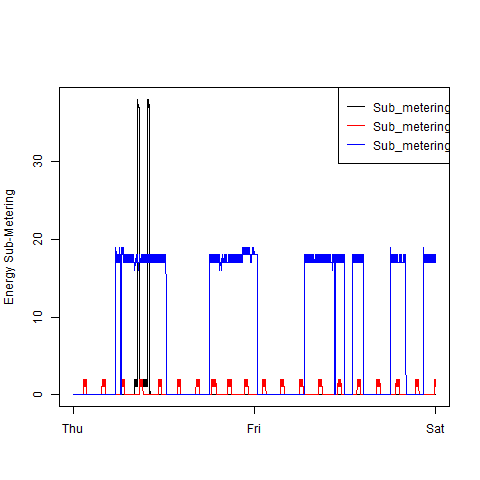 Sub_metering
Sub_metering
Sub_metering
Energy Sub-Metering
30
20
10
0
Thu
Fri
Sat